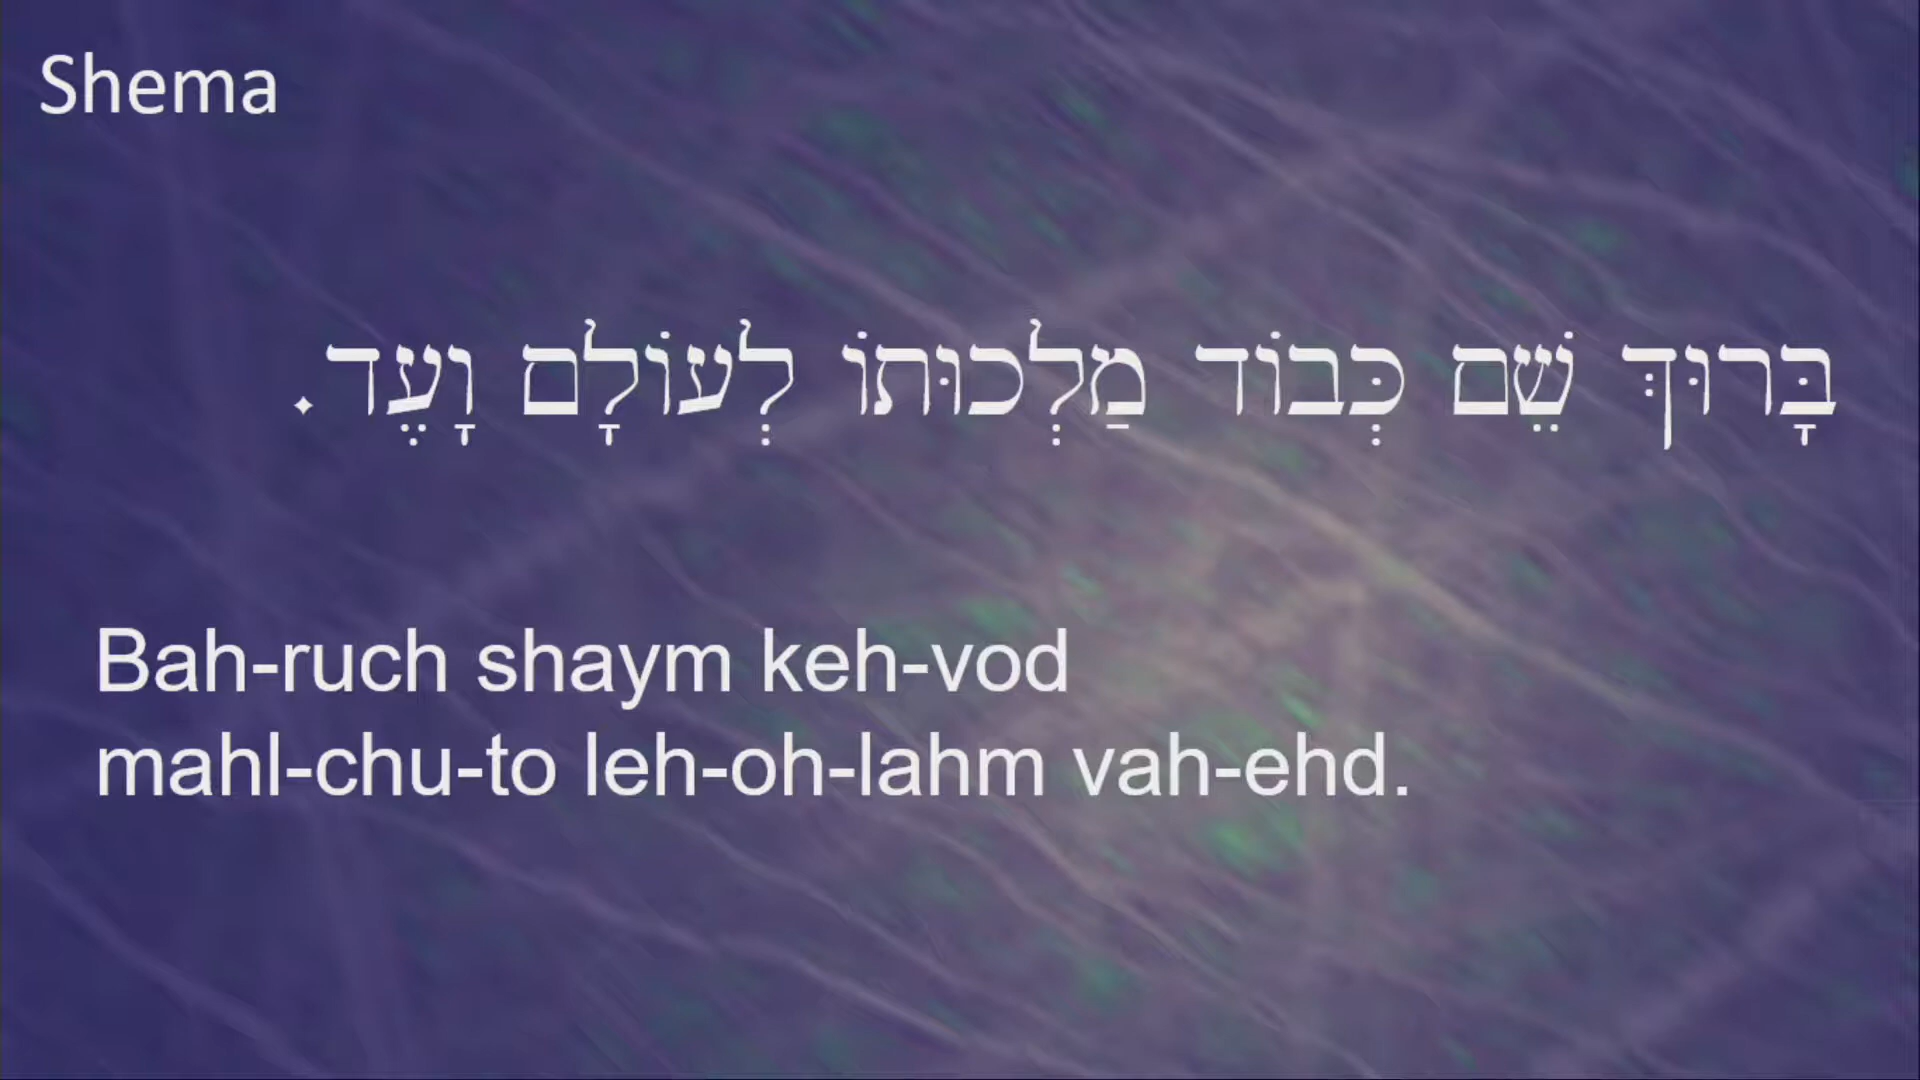 Shema
בָּרוּךְ שֵׁם כְּבוֹד מַלְכוּתוֹ לְעוֹלָם וָעֶד.
Bah-ruch shaym keh-vod
mahl-chu-to leh-oh-lahm vah-ehd.